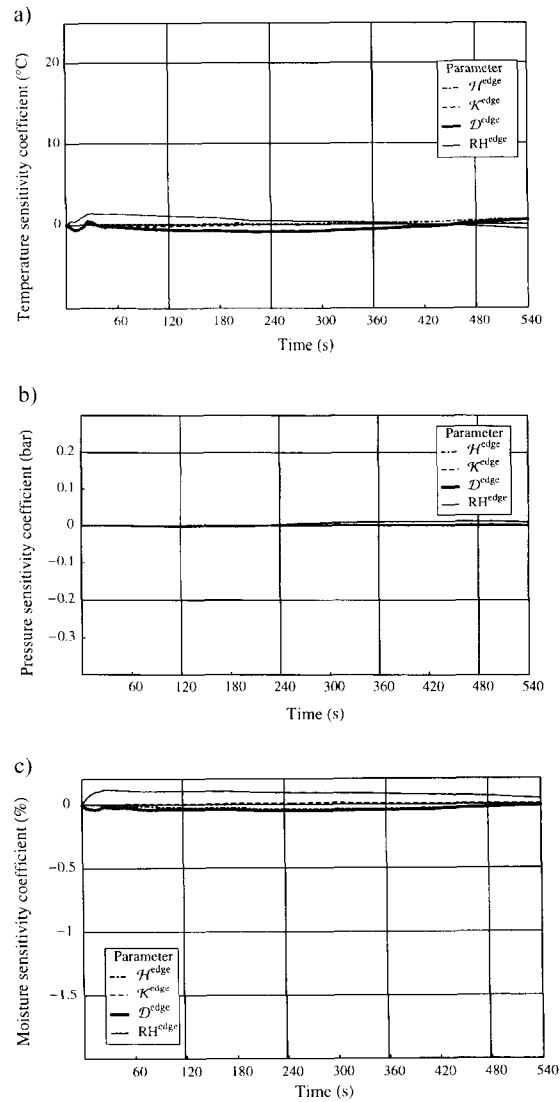 a)
Temperature sensitivity coefficient (°C)
20
10
0
Parameter
ℋ^edge
𝒦^edge
𝒟^edge
RH^edge
60 120 180 240 300 360 420 480 540
Time (s)
b)
Pressure sensitivity coefficient (bar)
0.2
0.1
0
−0.1
−0.2
−0.3
Parameter
ℋ^edge
𝒦^edge
𝒟^edge
RH^edge
60 120 180 240 300 360 420 480 540
Time (s)
c)
Moisture sensitivity coefficient (%)
0
−0.5
−1
−1.5
Parameter
ℋ^edge
𝒦^edge
𝒟^edge
RH^edge
60 120 180 240 300 360 420 480 540
Time (s)